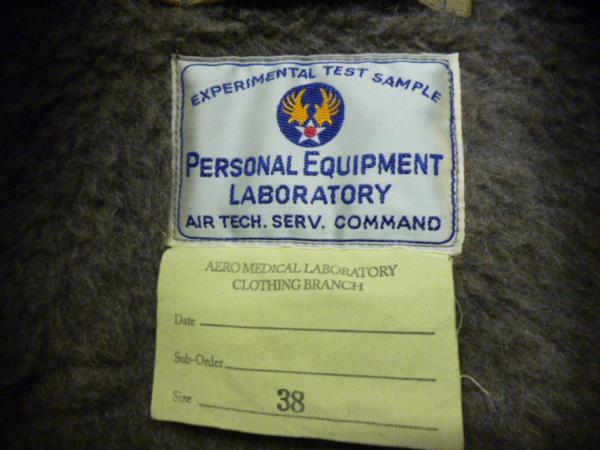 EXPERIMENTAL TEST SAMPLE
PERSONAL EQUIPMENT
LABORATORY
AIR TECH. SERV. COMMAND
AERO MEDICAL LABORATORY
CLOTHING BRANCH
Date
Sub-Order
Size 38